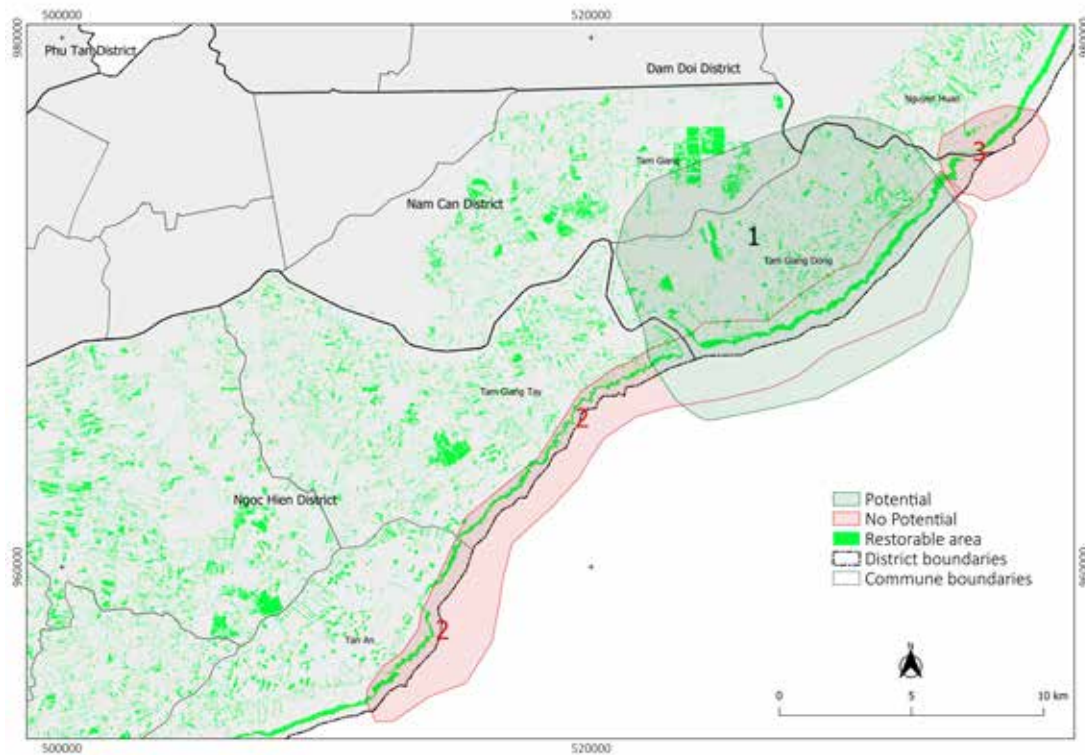 500000
520000
980000
980000
Phu Tan District
Dam Doi District
Nguyen Huan
3
Tam Giang
Nam Can District
1
Tam Giang Dong
Tam Giang Tay
2
Ngoc Hien District
Potential
No Potential
Restorable area
District boundaries
Commune boundaries
960000
960000
2
Tan An
N
0
5
10 km
500000
520000